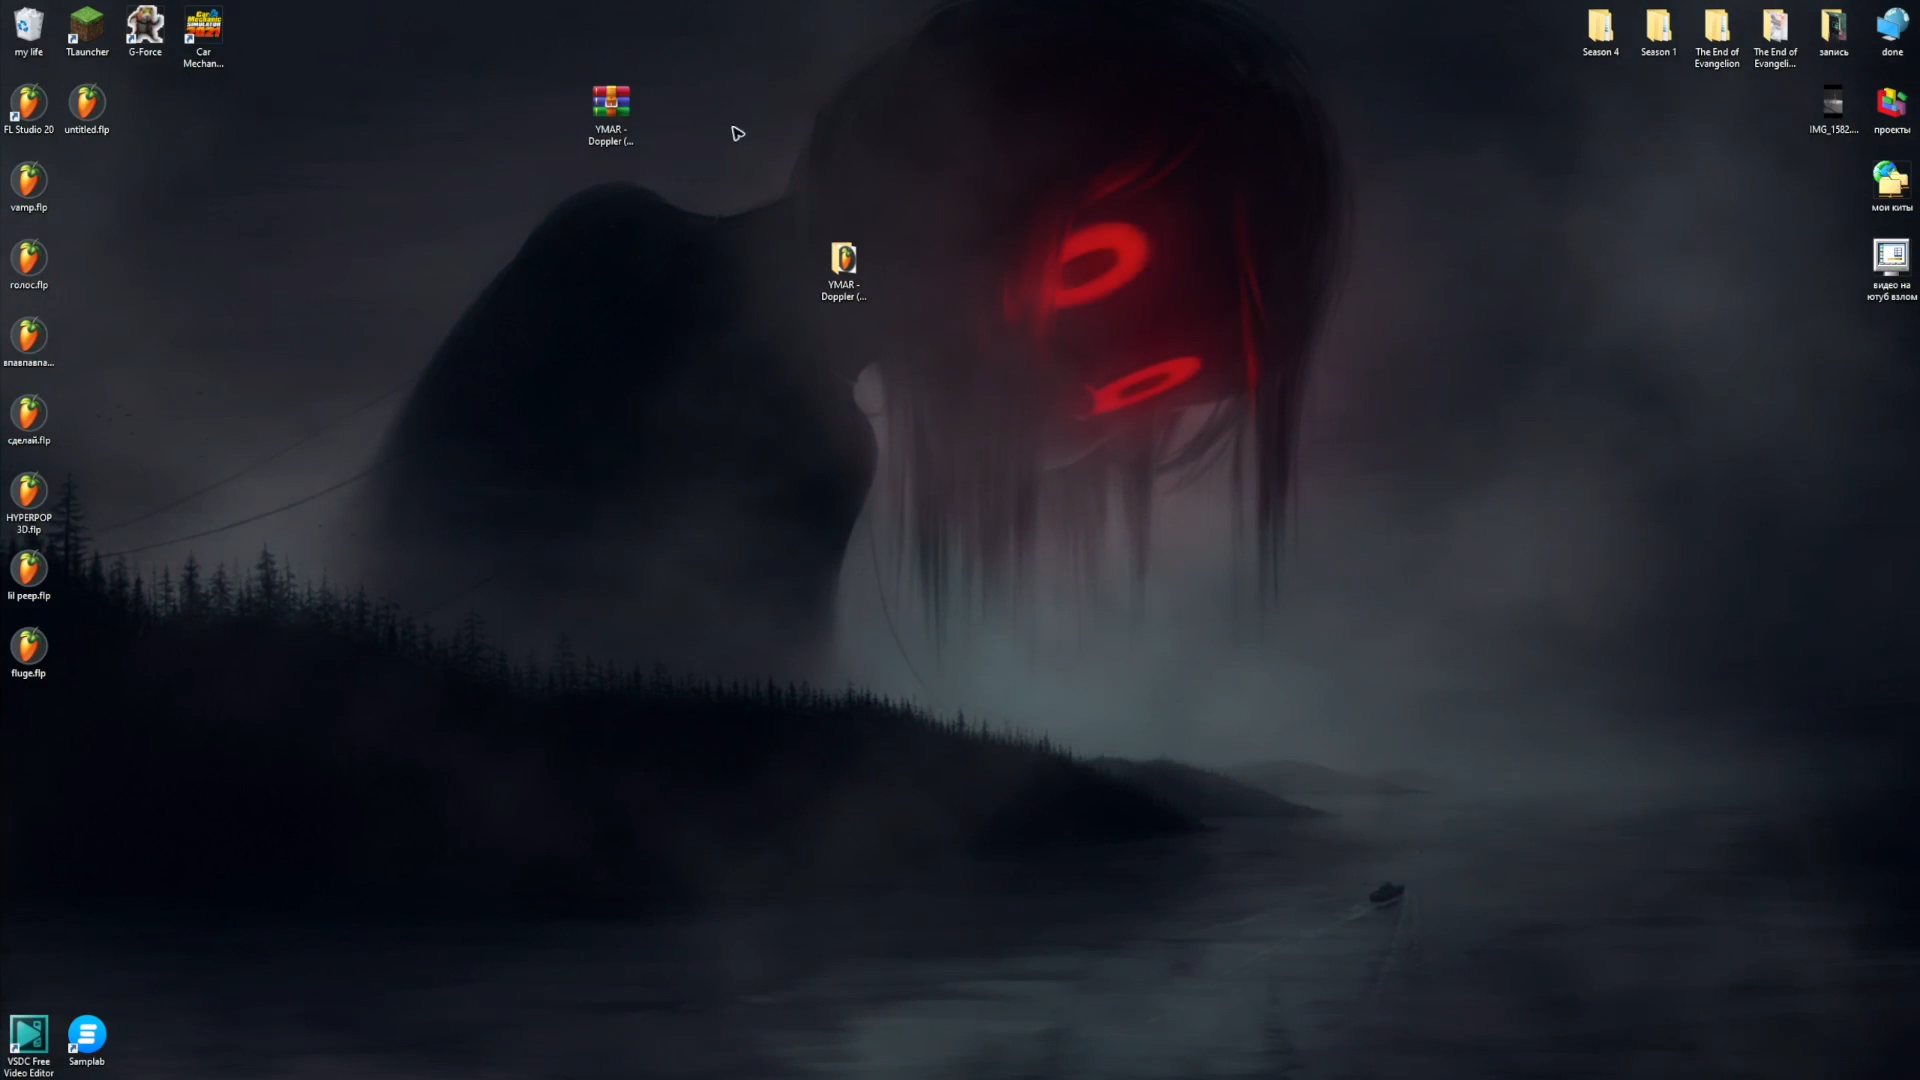 my life
TLauncher
G-Force
Car
Mechan...
Season 4
Season 1
The End of
Evangelion
The End of
Evangeli...
запись
done
FL Studio 20
untitled.flp
YMAR -
Doppler (...
IMG_1582....
проекты
vamp.flp
мои киты
голос.flp
YMAR -
Doppler (...
видео на
ютуб взлом
впавпавпа...
сделай.flp
HYPERPOP
3D.flp
lil peep.flp
fluge.flp
VSDC Free
Video Editor
Samplab